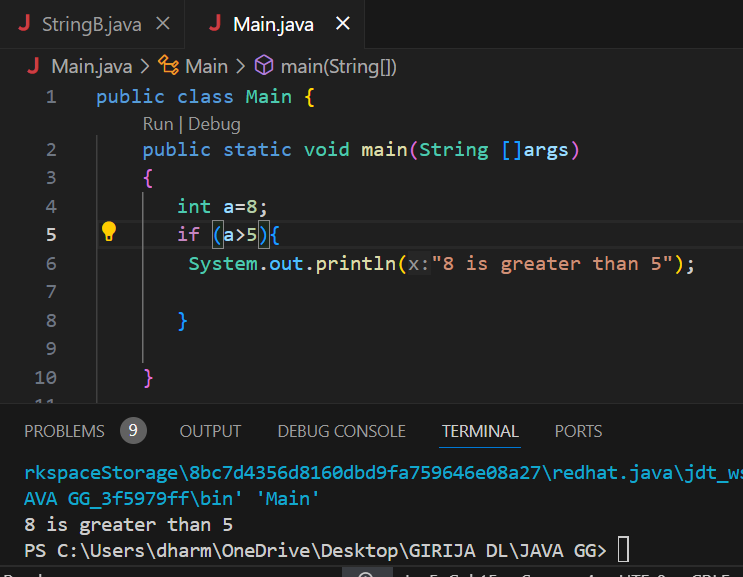 J StringB.java ×
J Main.java ×
J Main.java > Main > main(String[])
1 public class Main {
Run | Debug
2 public static void main(String []args)
3 {
4 int a=8;
5 if (a>5){
6 System.out.println(x:"8 is greater than 5");
7
8 }
9
10 }
11
PROBLEMS 9 OUTPUT DEBUG CONSOLE TERMINAL PORTS
rkspaceStorage\8bc7d4356d8160dbd9fa759646e08a27\redhat.java\jdt_ws
AVA GG_3f5979ff\bin' 'Main'
8 is greater than 5
PS C:\Users\dharm\OneDrive\Desktop\GIRIJA DL\JAVA GG>